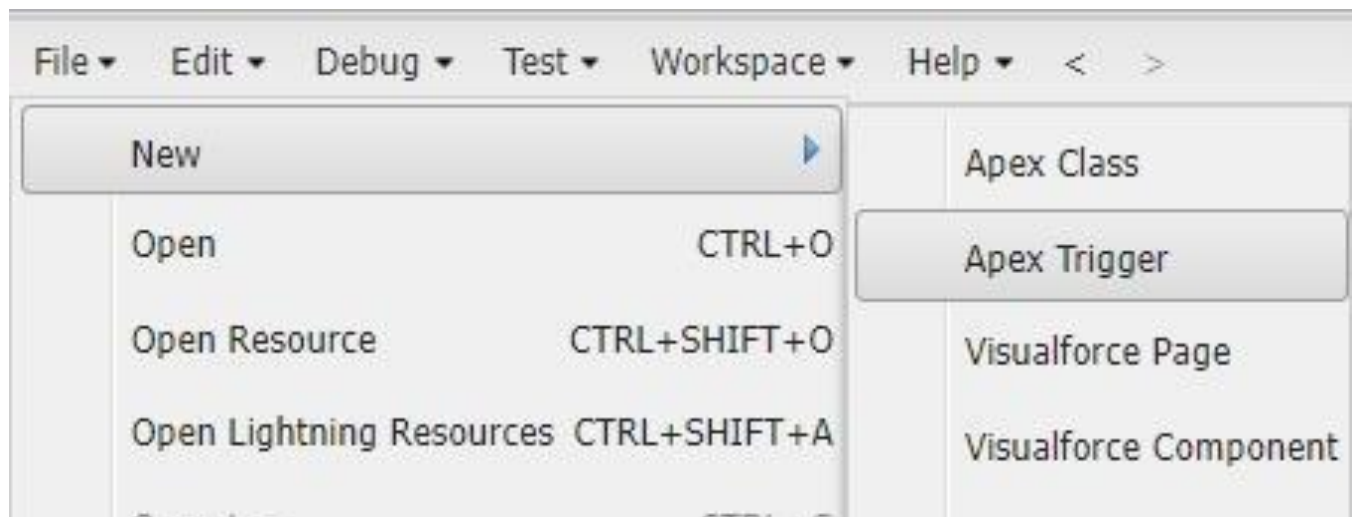 File Edit Debug Test Workspace Help < >
New
Apex Class
Open CTRL+O
Apex Trigger
Open Resource CTRL+SHIFT+O
Visualforce Page
Open Lightning Resources CTRL+SHIFT+A
Visualforce Component